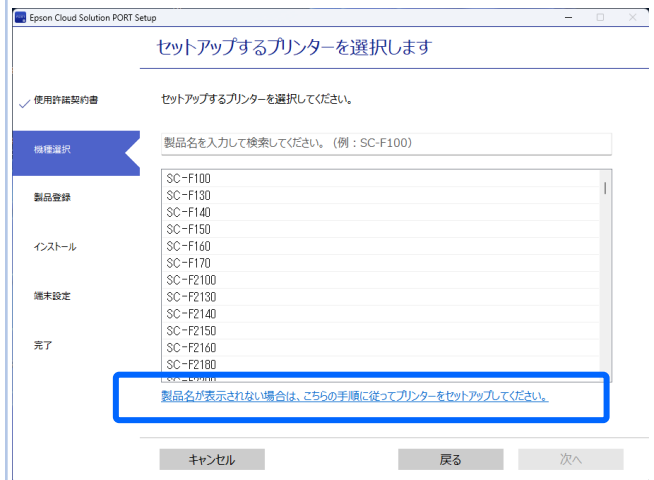 Epson Cloud Solution PORT Setup
セットアップするプリンターを選択します
使用許諾契約書
セットアップするプリンターを選択してください。
機種選択
製品名を入力して検索してください。(例:SC-F100)
製品登録
インストール
端末設定
完了
SC-F100
SC-F130
SC-F140
SC-F150
SC-F160
SC-F170
SC-F2100
SC-F2130
SC-F2140
SC-F2150
SC-F2160
SC-F2180
製品名が表示されない場合は、こちらの手順に従ってプリンターをセットアップしてください。
キャンセル
戻る
次へ